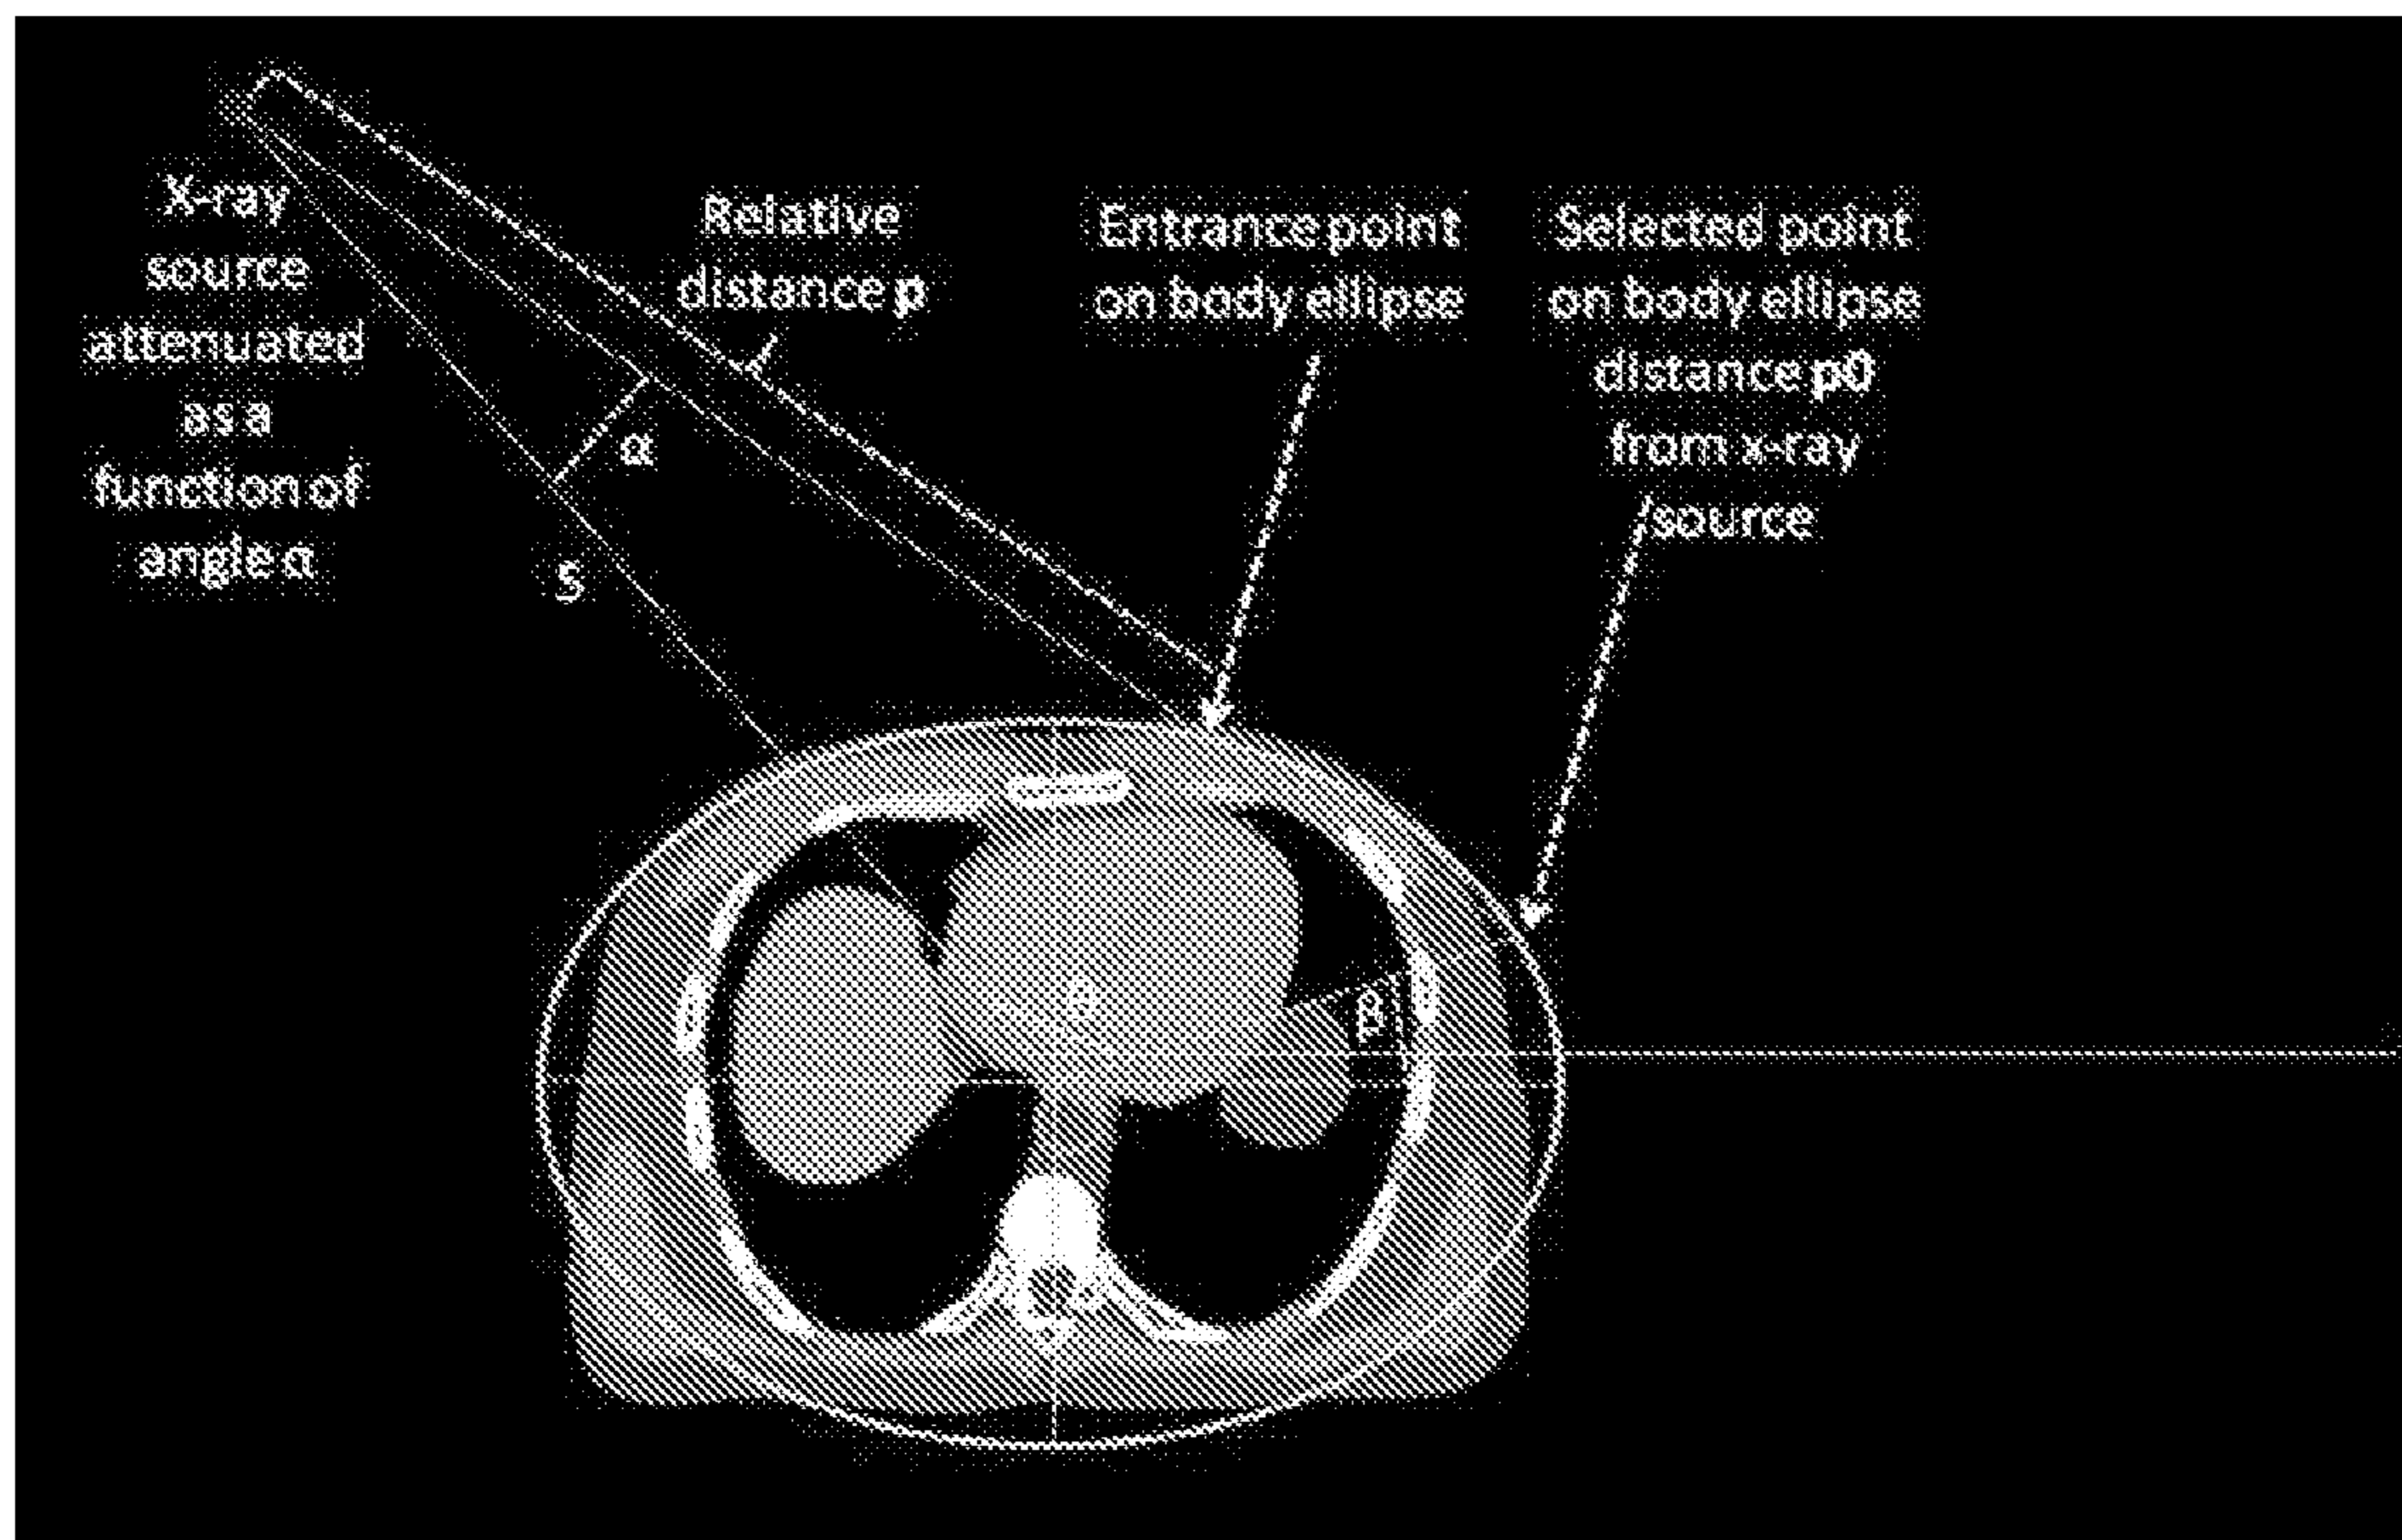 X-ray
source
attenuated
as a
function of
angle α
Relative
distance p
Entrance point
on body ellipse
Selected point
on body ellipse
distance p0
from x-ray
source
α
S
θ
β